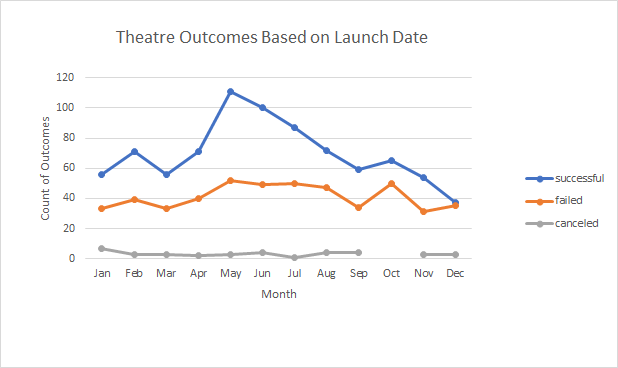 Theatre Outcomes Based on Launch Date
120
100
80
60
40
20
0
Count of Outcomes
Jan Feb Mar Apr May Jun Jul Aug Sep Oct Nov Dec
Month
successful
failed
canceled